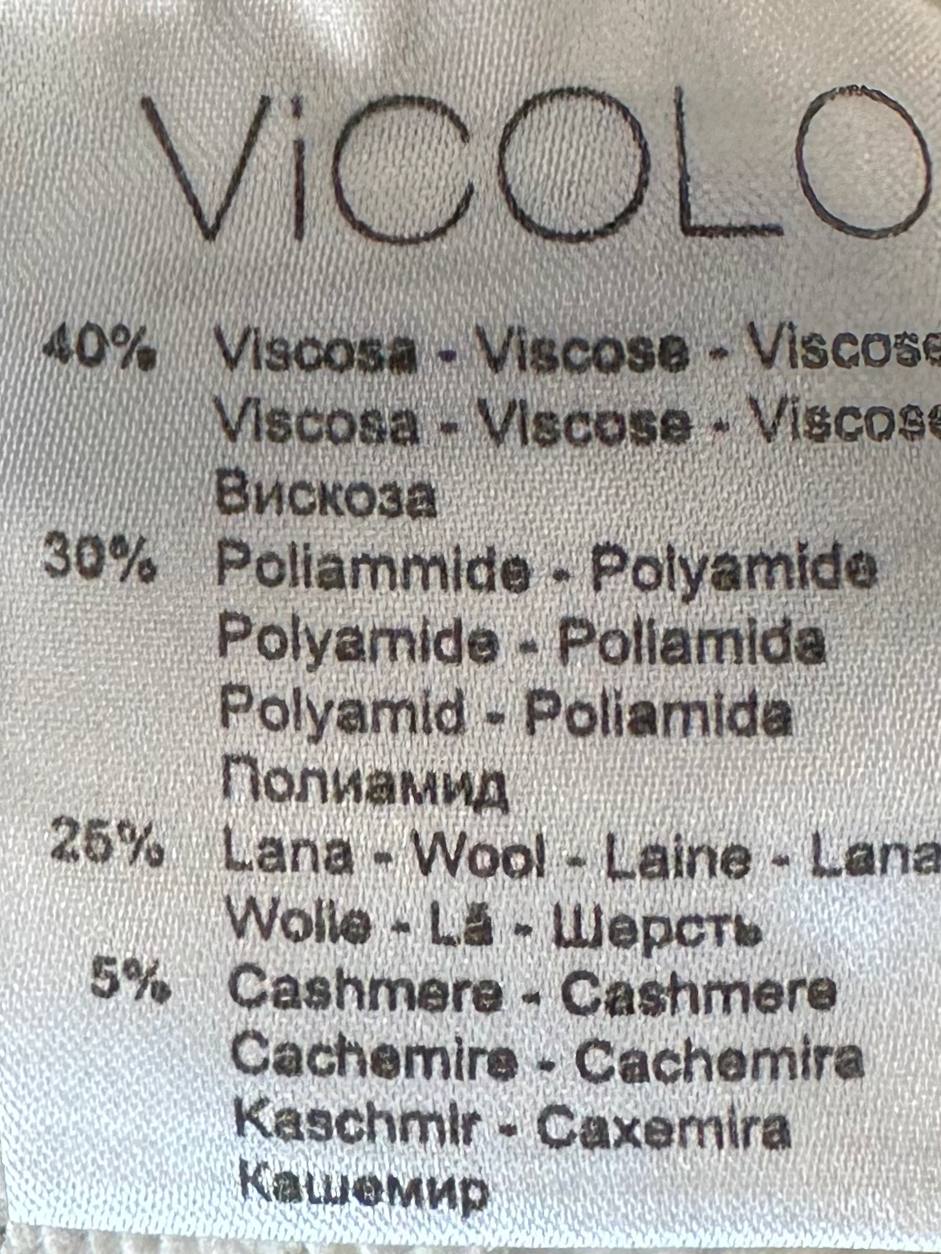 ViCOLO
40% Viscosa - Viscose - Viscose
Viscosa - Viscose - Viscose
Вискоза
30% Poliammide - Polyamide
Polyamide - Poliamida
Polyamid - Poliamida
Полиамид
25% Lana - Wool - Laine - Lana
Wolle - Lã - Шерсть
5% Cashmere - Cashmere
Cachemire - Cachemira
Kaschmir - Caxemira
Кашемир